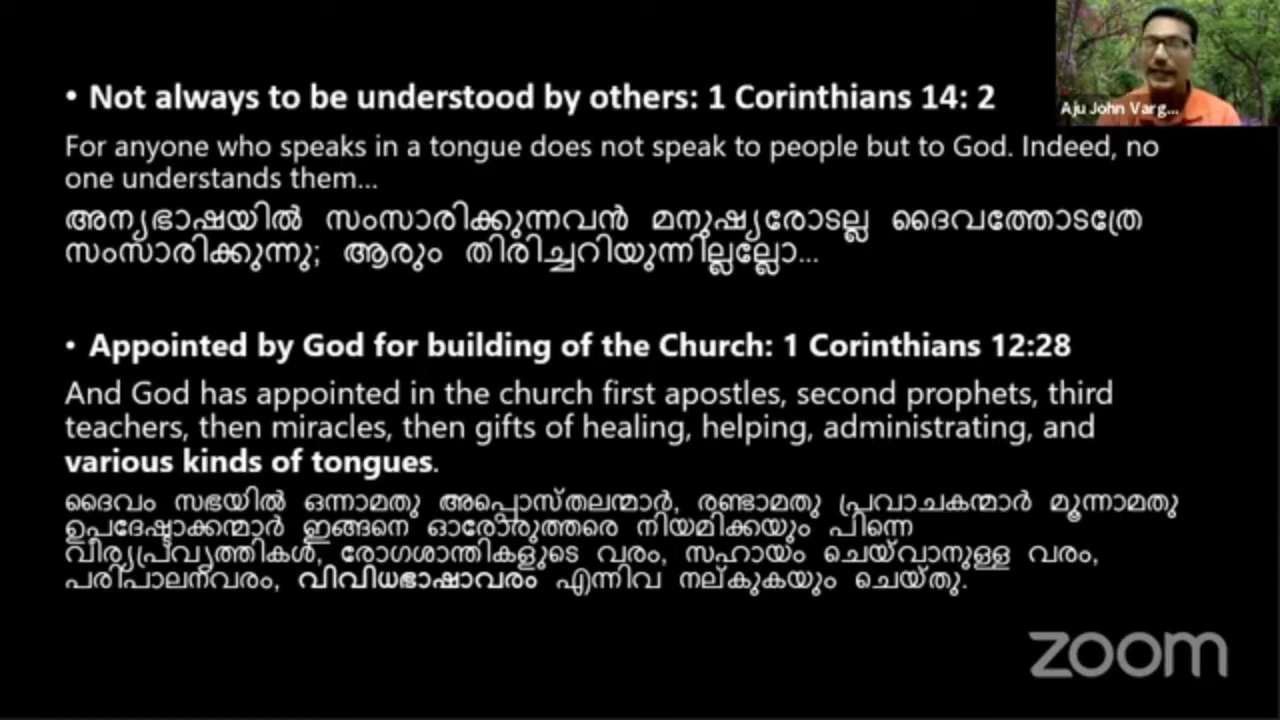 • Not always to be understood by others: 1 Corinthians 14: 2
For anyone who speaks in a tongue does not speak to people but to God. Indeed, no
one understands them...
അന്യഭാഷയിൽ സംസാരിക്കുന്നവൻ മനുഷ്യരോടല്ല ദൈവത്തോടത്രേ
സംസാരിക്കുന്നു; ആരും തിരിച്ചറിയുന്നില്ലല്ലോ...
• Appointed by God for building of the Church: 1 Corinthians 12:28
And God has appointed in the church first apostles, second prophets, third
teachers, then miracles, then gifts of healing, helping, administrating, and
various kinds of tongues.
ദൈവം സഭയിൽ ഒന്നാമതു അപ്പൊസ്തലന്മാർ, രണ്ടാമതു പ്രവാചകന്മാർ മൂന്നാമതു
ഉപദേഷ്ടാക്കന്മാർ ഇങ്ങനെ ഓരോരുത്തരെ നിയമിക്കയും പിന്നെ
വീര്യപ്രവൃത്തികൾ, രോഗശാന്തികളുടെ വരം, സഹായം ചെയ്‌വാനുള്ള വരം,
പരിപാലനവരം, വിവിധഭാഷാവരം എന്നിവ നല്കുകയും ചെയ്തു.
Aju John Varg...
zoom